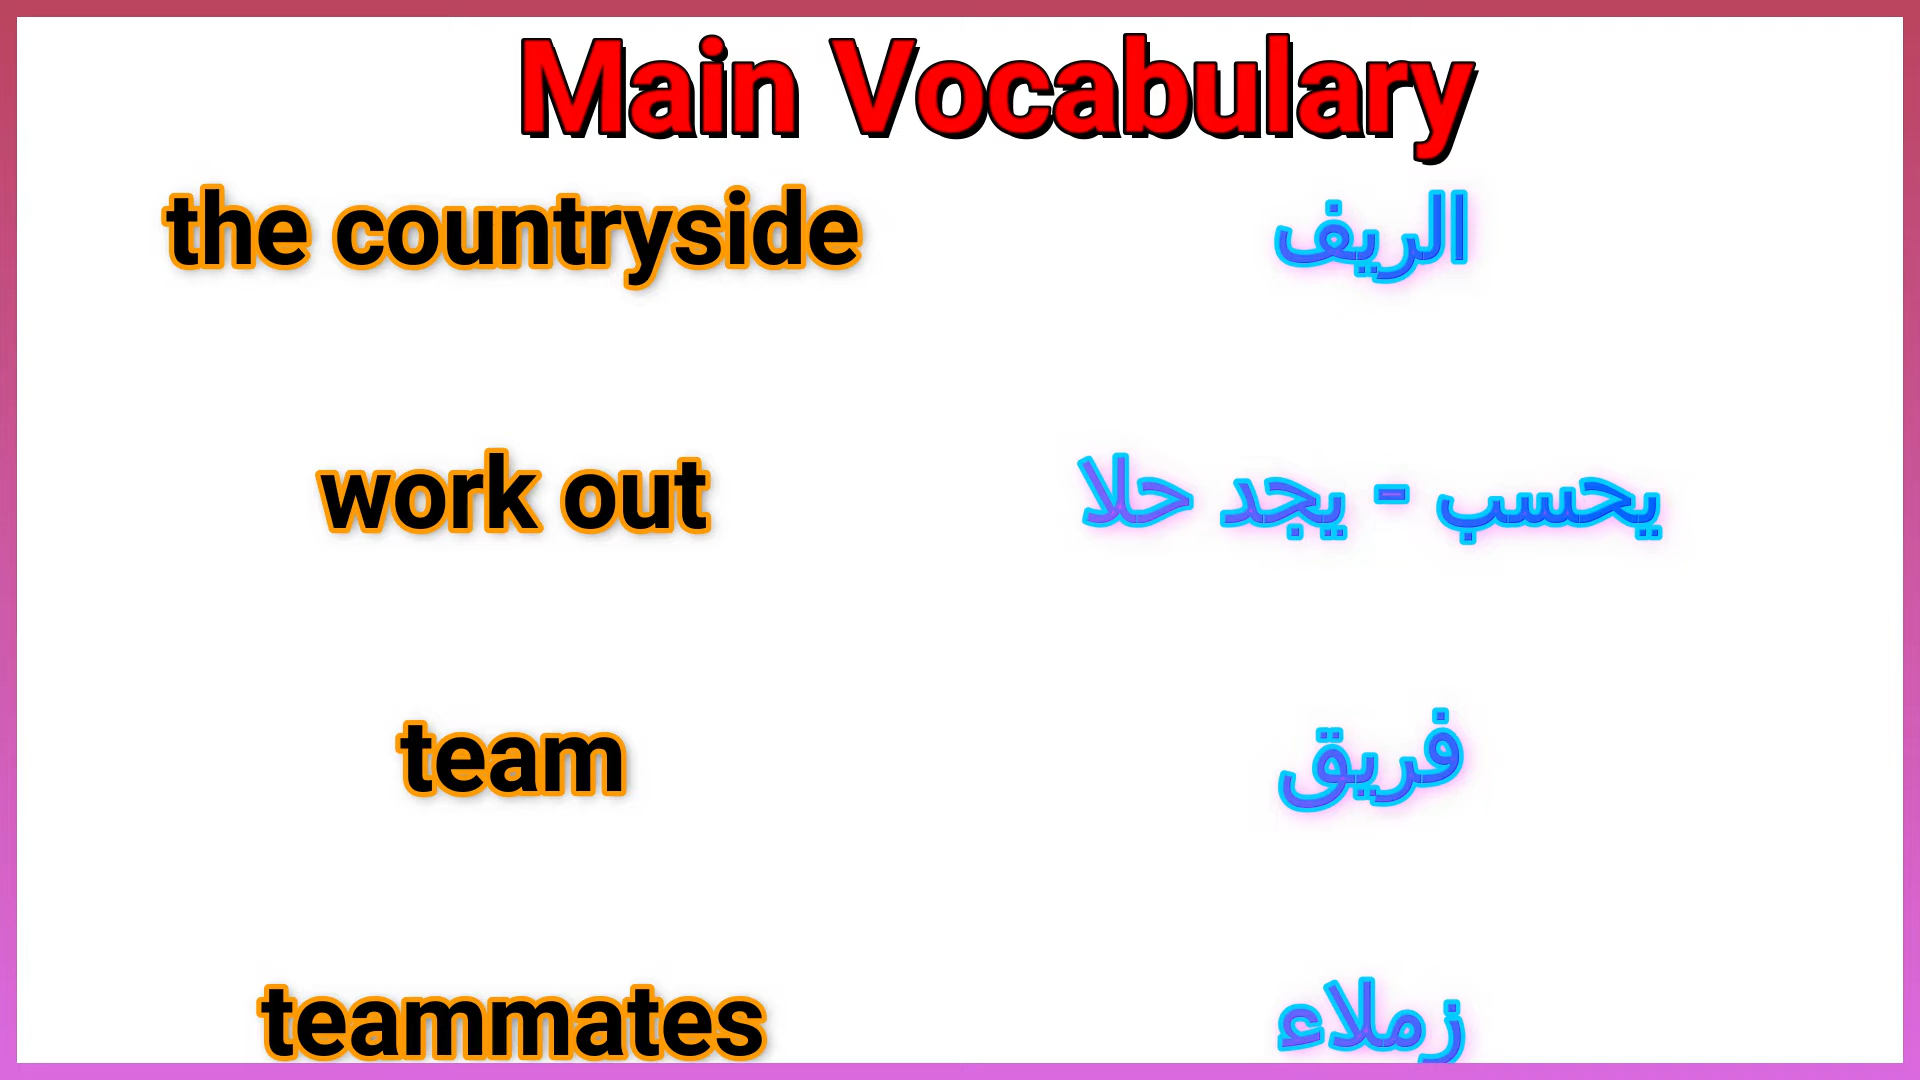 Main Vocabulary
the countryside الريف
work out يحسب - يجد حلا
team فريق
teammates زملاء